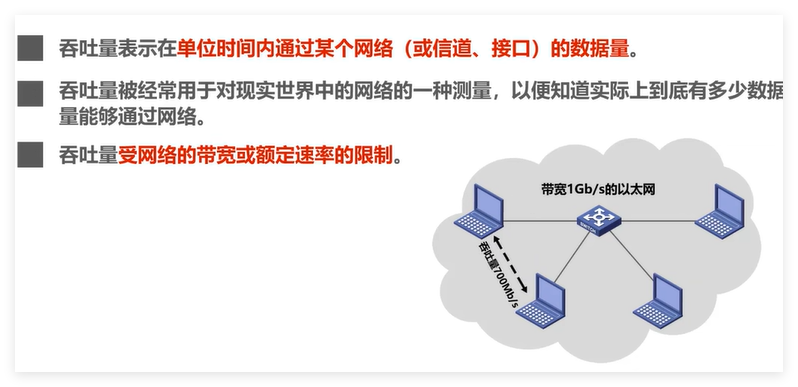 吞吐量表示在单位时间内通过某个网络（或信道、接口）的数据量。
吞吐量被经常用于对现实世界中的网络的一种测量，以便知道实际上到底有多少数据
量能够通过网络。
吞吐量受网络的带宽或额定速率的限制。
带宽1Gb/s的以太网
吞吐量700Mb/s